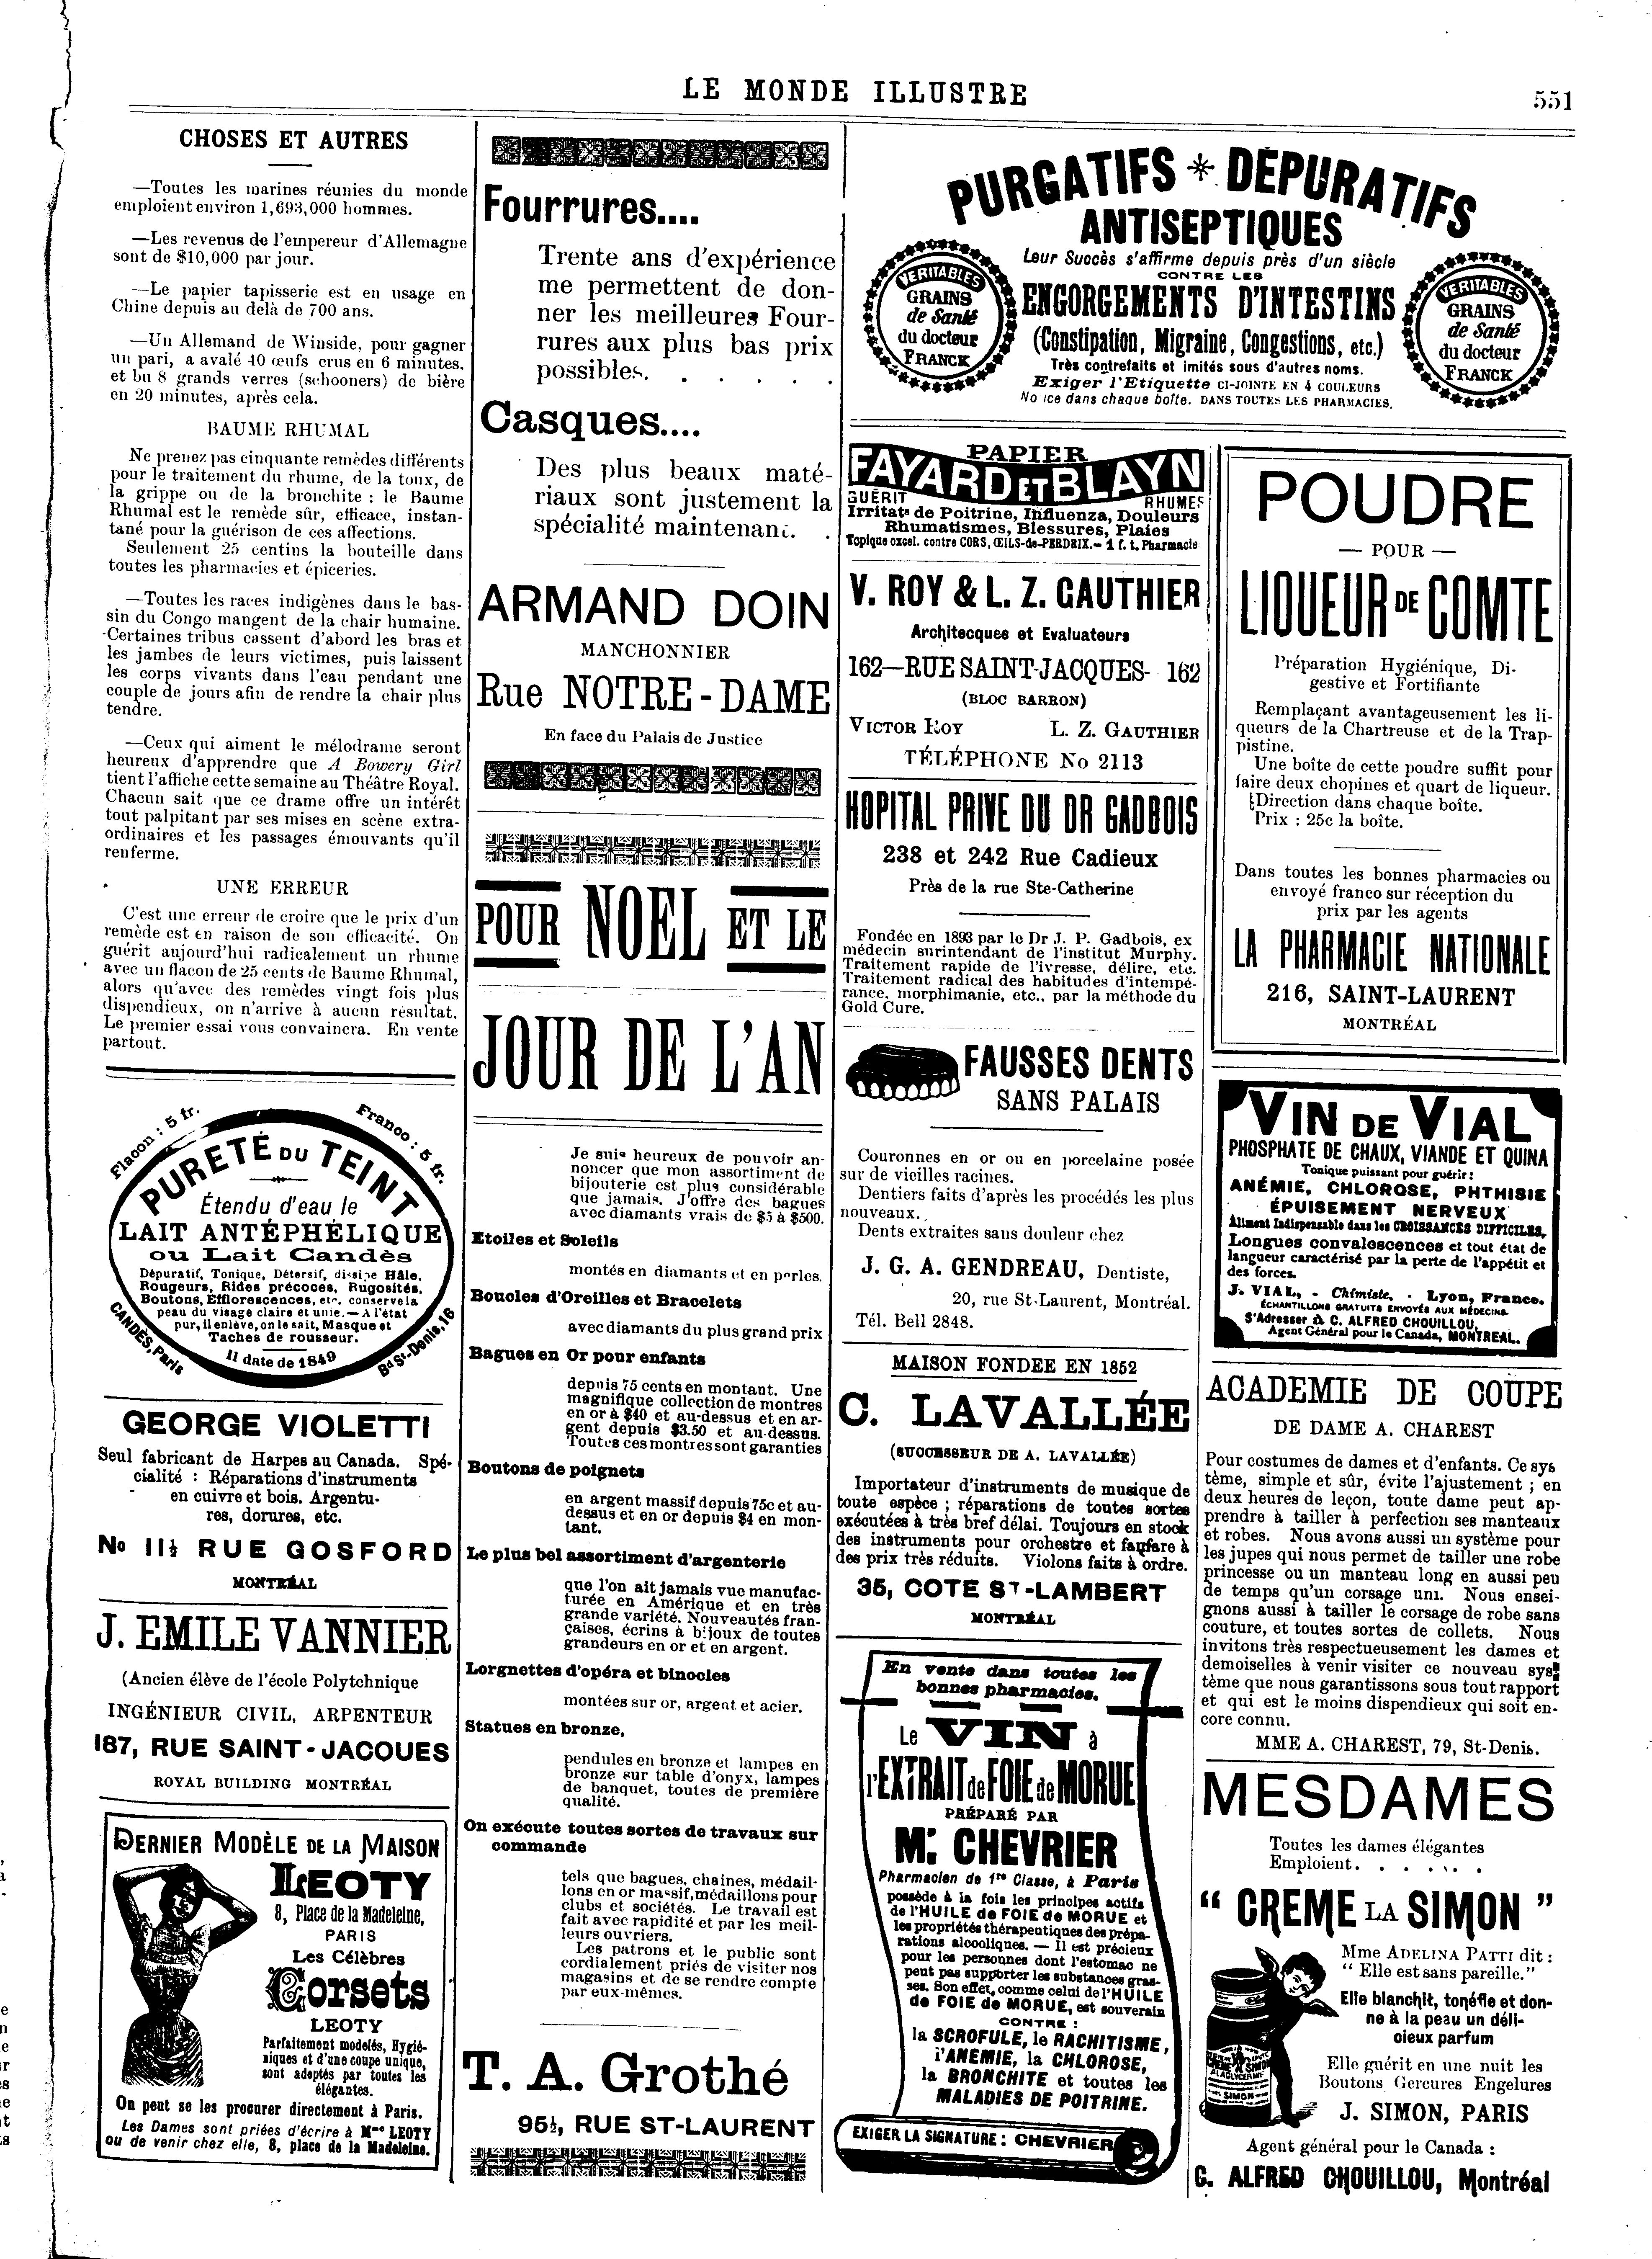 LE MONDE ILLUSTRE
551
CHOSES ET AUTRES
—Toutes les marines réunies du monde
emploient environ 1,693,000 hommes.
—Les revenus de l'empereur d'Allemagne
sont de $10,000 par jour.
—Le papier tapisserie est en usage en
Chine depuis au delà de 700 ans.
—Un Allemand de Winside, pour gagner
un pari, a avalé 40 œufs crus en 6 minutes,
et bu 8 grands verres (schooners) de bière
en 20 minutes, après cela.
BAUME RHUMAL
Ne prenez pas cinquante remèdes différents
pour le traitement du rhume, de la toux, de
la grippe ou de la bronchite : le Baume
Rhumal est le remède sûr, efficace, instan-
tané pour la guérison de ces affections.
Seulement 25 centins la bouteille dans
toutes les pharmacies et épiceries.
—Toutes les races indigènes dans le bas-
sin du Congo mangent de la chair humaine.
Certaines tribus cassent d'abord les bras et
les jambes de leurs victimes, puis laissent
les corps vivants dans l'eau pendant une
couple de jours afin de rendre la chair plus
tendre.
—Ceux qui aiment le mélodrame seront
heureux d'apprendre que A Bowery Girl
tient l'affiche cette semaine au Théâtre Royal.
Chacun sait que ce drame offre un intérêt
tout palpitant par ses mises en scène extra-
ordinaires et les passages émouvants qu'il
renferme.
UNE ERREUR
C'est une erreur de croire que le prix d'un
remède est en raison de son efficacité. On
guérit aujourd'hui radicalement un rhume
avec un flacon de 25 cents de Baume Rhumal,
alors qu'avec des remèdes vingt fois plus
dispendieux, on n'arrive à aucun résultat.
Le premier essai vous convaincra. En vente
partout.
Flacon : 5 fr.
Franco : 5 fr.
PURETÉ DU TEINT
Étendu d'eau le
LAIT ANTÉPHÉLIQUE
ou Lait Candès
Dépuratif, Tonique, Détersif, dissipe Hâle,
Rougeurs, Rides précoces, Rugosités,
Boutons, Efflorescences, etc. conserve la
peau du visage claire et unie. — A l'état
pur, il enlève, on le sait, Masque et
Taches de rousseur.
Il date de 1849
CANDÈS, Paris
Bd St-Denis, 16
GEORGE VIOLETTI
Seul fabricant de Harpes au Canada. Spé-
cialité : Réparations d'instruments
en cuivre et bois. Argentu-
res, dorures, etc.
No 11½ RUE GOSFORD
MONTRÉAL
J. EMILE VANNIER
(Ancien élève de l'école Polytchnique
INGÉNIEUR CIVIL, ARPENTEUR
187, RUE SAINT-JACQUES
ROYAL BUILDING MONTRÉAL
DERNIER MODÈLE DE LA MAISON
LEOTY
8, Place de la Madeleine,
PARIS
Les Célèbres
Corsets
LEOTY
Parfaitement modelés, Hygié-
niques et d'une coupe unique,
sont adoptés par toutes les
élégantes.
On peut se les procurer directement à Paris.
Les Dames sont priées d'écrire à Mme LEOTY
ou de venir chez elle, 8, place de la Madeleine.
Fourrures....
Trente ans d'expérience
me permettent de don-
ner les meilleures Four-
rures aux plus bas prix
possibles. . . . . .
Casques....
Des plus beaux maté-
riaux sont justement la
spécialité maintenant. .
ARMAND DOIN
MANCHONNIER
Rue NOTRE-DAME
En face du Palais de Justice
POUR NOEL ET LE
JOUR DE L'AN
Je suis heureux de pouvoir an-
noncer que mon assortiment de
bijouterie est plus considérable
que jamais. J'offre des bagues
avec diamants vrais de $5 à $500.
Etoiles et Soleils
montés en diamants et en perles.
Boucles d'Oreilles et Bracelets
avec diamants du plus grand prix
Bagues en Or pour enfants
depuis 75 cents en montant. Une
magnifique collection de montres
en or à $40 et au-dessus et en ar-
gent depuis $3.50 et au-dessus.
Toutes ces montres sont garanties
Boutons de poignets
en argent massif depuis 75c et au-
dessus et en or depuis $4 en mon-
tant.
Le plus bel assortiment d'argenterie
que l'on ait jamais vue manufac-
turée en Amérique et en très
grande variété. Nouveautés fran-
çaises, écrins à bijoux de toutes
grandeurs en or et en argent.
Lorgnettes d'opéra et binocles
montées sur or, argent et acier.
Statues en bronze,
pendules en bronze et lampes en
bronze sur table d'onyx, lampes
de banquet, toutes de première
qualité.
On exécute toutes sortes de travaux sur
commande
tels que bagues, chaines, médail-
lons en or massif, médaillons pour
clubs et sociétés. Le travail est
fait avec rapidité et par les meil-
leurs ouvriers.
Les patrons et le public sont
cordialement priés de visiter nos
magasins et de se rendre compte
par eux-mêmes.
T. A. Grothé
95½, RUE ST-LAURENT
PURGATIFS * DÉPURATIFS
ANTISEPTIQUES
Leur Succès s'affirme depuis près d'un siècle
CONTRE LES
ENGORGEMENTS D'INTESTINS
(Constipation, Migraine, Congestions, etc.)
Très contrefaits et imités sous d'autres noms.
Exiger l'Etiquette CI-JOINTE EN 4 COULEURS
Notice dans chaque boîte. DANS TOUTES LES PHARMACIES.
VERITABLES
GRAINS
de Santé
du docteur
FRANCK
VERITABLES
GRAINS
de Santé
du docteur
FRANCK
PAPIER
FAYARD ET BLAYN
GUÉRIT RHUMES
Irritats de Poitrine, Influenza, Douleurs
Rhumatismes, Blessures, Plaies
Topique excel. contre CORS, ŒILS-de-PERDRIX.— 1 f. t. Pharmacie
V. ROY & L. Z. GAUTHIER
Architecques et Evaluateurs
162—RUE SAINT-JACQUES- 162
(BLOC BARRON)
VICTOR ROY L. Z. GAUTHIER
TÉLÉPHONE No 2113
HOPITAL PRIVE DU DR GADBOIS
238 et 242 Rue Cadieux
Près de la rue Ste-Catherine
Fondée en 1893 par le Dr J. P. Gadbois, ex
médecin surintendant de l'institut Murphy.
Traitement rapide de l'ivresse, délire, etc.
Traitement radical des habitudes d'intempé-
rance, morphimanie, etc., par la méthode du
Gold Cure.
FAUSSES DENTS
SANS PALAIS
Couronnes en or ou en porcelaine posée
sur de vieilles racines.
Dentiers faits d'après les procédés les plus
nouveaux.
Dents extraites sans douleur chez
J. G. A. GENDREAU, Dentiste,
20, rue St-Laurent, Montréal.
Tél. Bell 2848.
MAISON FONDEE EN 1852
C. LAVALLÉE
(SUCCESSEUR DE A. LAVALLÉE)
Importateur d'instruments de musique de
toute espèce ; réparations de toutes sortes
exécutées à très bref délai. Toujours en stock
des instruments pour orchestre et fanfare à
des prix très réduits. Violons faits à ordre.
35, COTE ST-LAMBERT
MONTRÉAL
En vente dans toutes les
bonnes pharmacies.
Le VIN à
l'EXTRAIT de FOIE de MORUE
PRÉPARÉ PAR
Mr. CHEVRIER
Pharmacien de 1re Classe, à Paris
possède à la fois les principes actifs
de l'HUILE de FOIE de MORUE et
les propriétés thérapeutiques des prépa-
rations alcooliques. — Il est précieux
pour les personnes dont l'estomac ne
peut pas supporter les substances gras-
ses. Son effet, comme celui de l'HUILE
de FOIE de MORUE, est souverain
CONTRE :
la SCROFULE, le RACHITISME,
l'ANEMIE, la CHLOROSE,
la BRONCHITE et toutes les
MALADIES DE POITRINE.
EXIGER LA SIGNATURE : CHEVRIER
POUDRE
— POUR —
LIQUEUR DE COMTE
Préparation Hygiénique, Di-
gestive et Fortifiante
Remplaçant avantageusement les li-
queurs de la Chartreuse et de la Trap-
pistine.
Une boîte de cette poudre suffit pour
faire deux chopines et quart de liqueur.
Direction dans chaque boîte.
Prix : 25c la boîte.
Dans toutes les bonnes pharmacies ou
envoyé franco sur réception du
prix par les agents
LA PHARMACIE NATIONALE
216, SAINT-LAURENT
MONTRÉAL
VIN DE VIAL
PHOSPHATE DE CHAUX, VIANDE ET QUINA
Tonique puissant pour guérir :
ANÉMIE, CHLOROSE, PHTHISIE
ÉPUISEMENT NERVEUX
Aliment indispensable dans les CROISSANCES DIFFICILES,
Longues convalescences et tout état de
langueur caractérisé par la perte de l'appétit et
des forces.
J. VIAL, - Chimiste, - Lyon, France.
ÉCHANTILLONS GRATUITS ENVOYÉS AUX MÉDECINS.
S'Adresser à C. ALFRED CHOUILLOU,
Agent Général pour le Canada, MONTREAL.
ACADEMIE DE COUPE
DE DAME A. CHAREST
Pour costumes de dames et d'enfants. Ce sys
tème, simple et sûr, évite l'ajustement ; en
deux heures de leçon, toute dame peut ap-
prendre à tailler à perfection ses manteaux
et robes. Nous avons aussi un système pour
les jupes qui nous permet de tailler une robe
princesse ou un manteau long en aussi peu
de temps qu'un corsage uni. Nous ensei-
gnons aussi à tailler le corsage de robe sans
couture, et toutes sortes de collets. Nous
invitons très respectueusement les dames et
demoiselles à venir visiter ce nouveau sys-
tème que nous garantissons sous tout rapport
et qui est le moins dispendieux qui soit en-
core connu.
MME A. CHAREST, 79, St-Denis.
MESDAMES
Toutes les dames élégantes
Emploient. . . . . . .
“ CREME LA SIMON ”
Mme ADELINA PATTI dit :
“ Elle est sans pareille.”
Elle blanchit, tonéfie et don-
ne à la peau un déli-
cieux parfum
Elle guérit en une nuit les
Boutons Gercures Engelures
J. SIMON, PARIS
Agent général pour le Canada :
C. ALFRED CHOUILLOU, Montréal